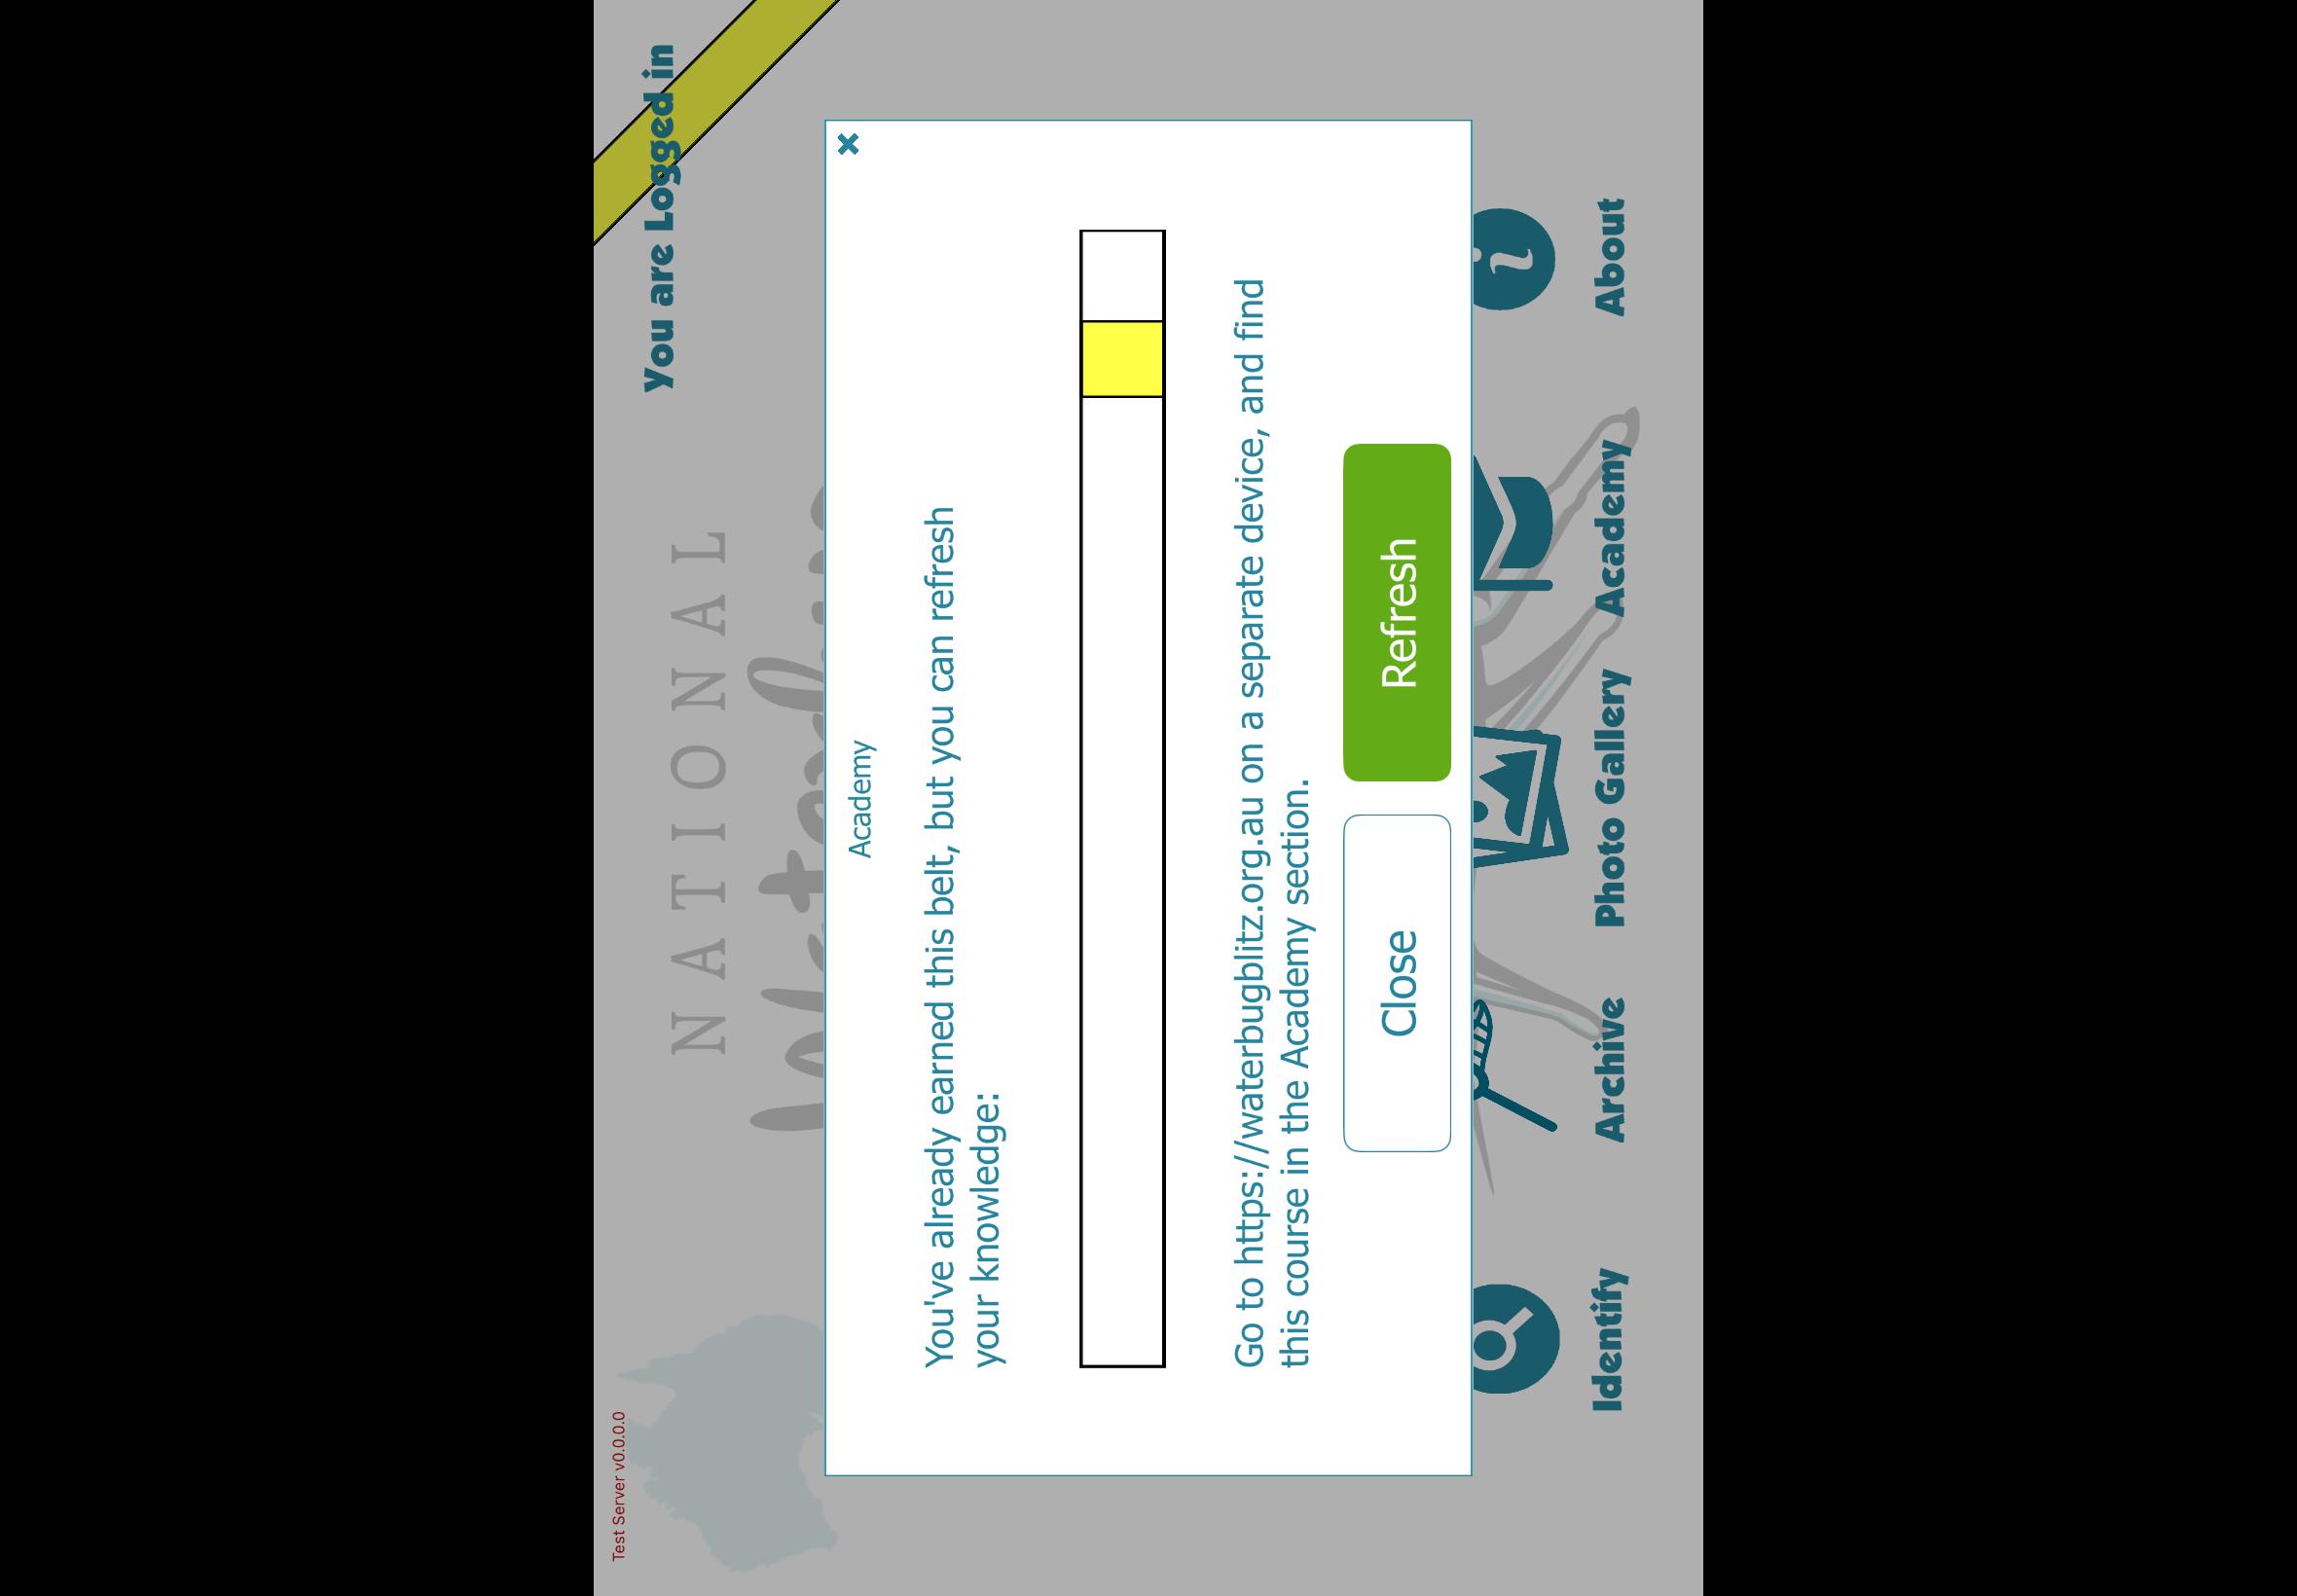 Test Server v0.0.0.0
you are Logged in
NATIONAL
Academy
You've already earned this belt, but you can refresh
your knowledge:
Go to https://waterbugblitz.org.au on a separate device, and find
this course in the Academy section.
Close
Refresh
Identify
Archive
Photo Gallery
Academy
About